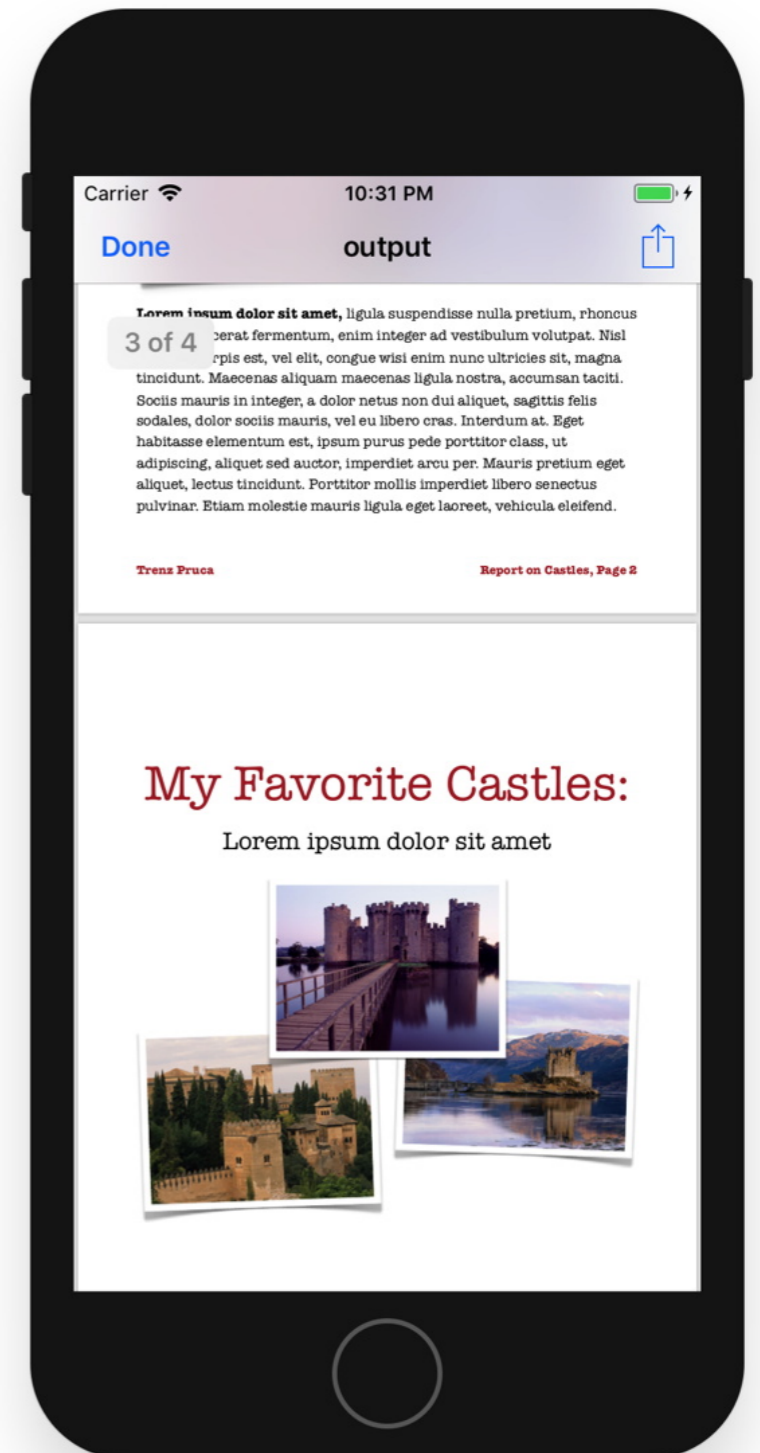 Carrier 10:31 PM
Done output
Lorem ipsum dolor sit amet, ligula suspendisse nulla pretium, rhoncus
3 of 4 cerat fermentum, enim integer ad vestibulum volutpat. Nisl
rpis est, vel elit, congue wisi enim nunc ultricies sit, magna
tincidunt. Maecenas aliquam maecenas ligula nostra, accumsan taciti.
Sociis mauris in integer, a dolor netus non dui aliquet, sagittis felis
sodales, dolor sociis mauris, vel eu libero cras. Interdum at. Eget
habitasse elementum est, ipsum purus pede porttitor class, ut
adipiscing, aliquet sed auctor, imperdiet arcu per. Mauris pretium eget
aliquet, lectus tincidunt. Porttitor mollis imperdiet libero senectus
pulvinar. Etiam molestie mauris ligula eget laoreet, vehicula eleifend.
Trenz Pruca Report on Castles, Page 2
My Favorite Castles:
Lorem ipsum dolor sit amet